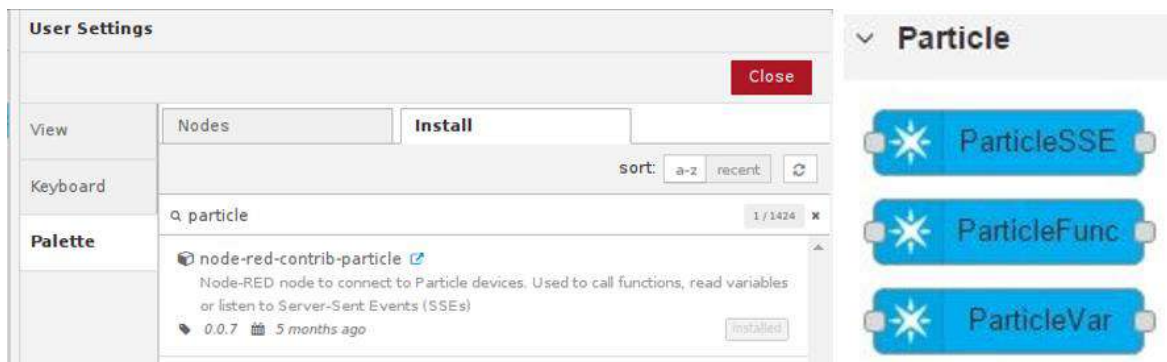 User Settings
Close
View
Keyboard
Palette
Nodes
Install
sort: a-z recent
particle
1 / 1424 ×
node-red-contrib-particle
Node-RED node to connect to Particle devices. Used to call functions, read variables
or listen to Server-Sent Events (SSEs)
0.0.7 5 months ago
installed
Particle
ParticleSSE
ParticleFunc
ParticleVar